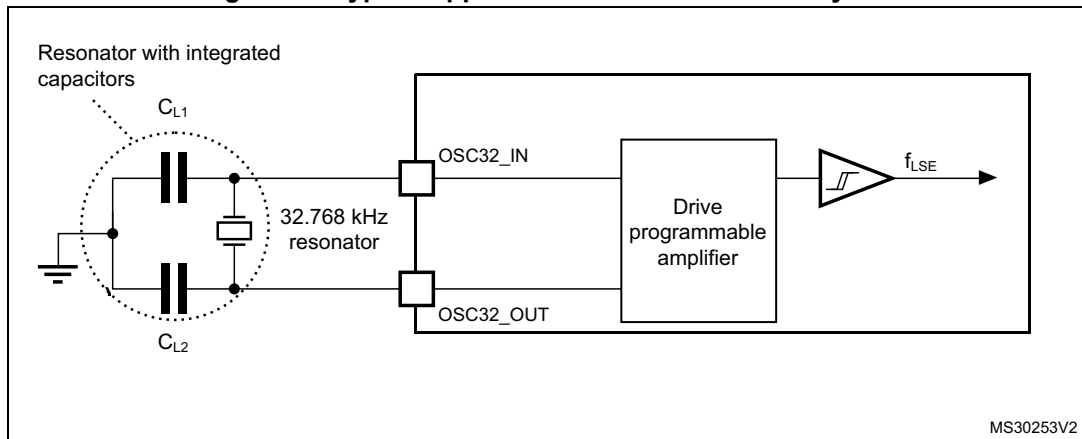 Resonator with integrated
capacitors
CL1
OSC32_IN
fLSE
32.768 kHz
resonator
Drive
programmable
amplifier
OSC32_OUT
CL2
MS30253V2